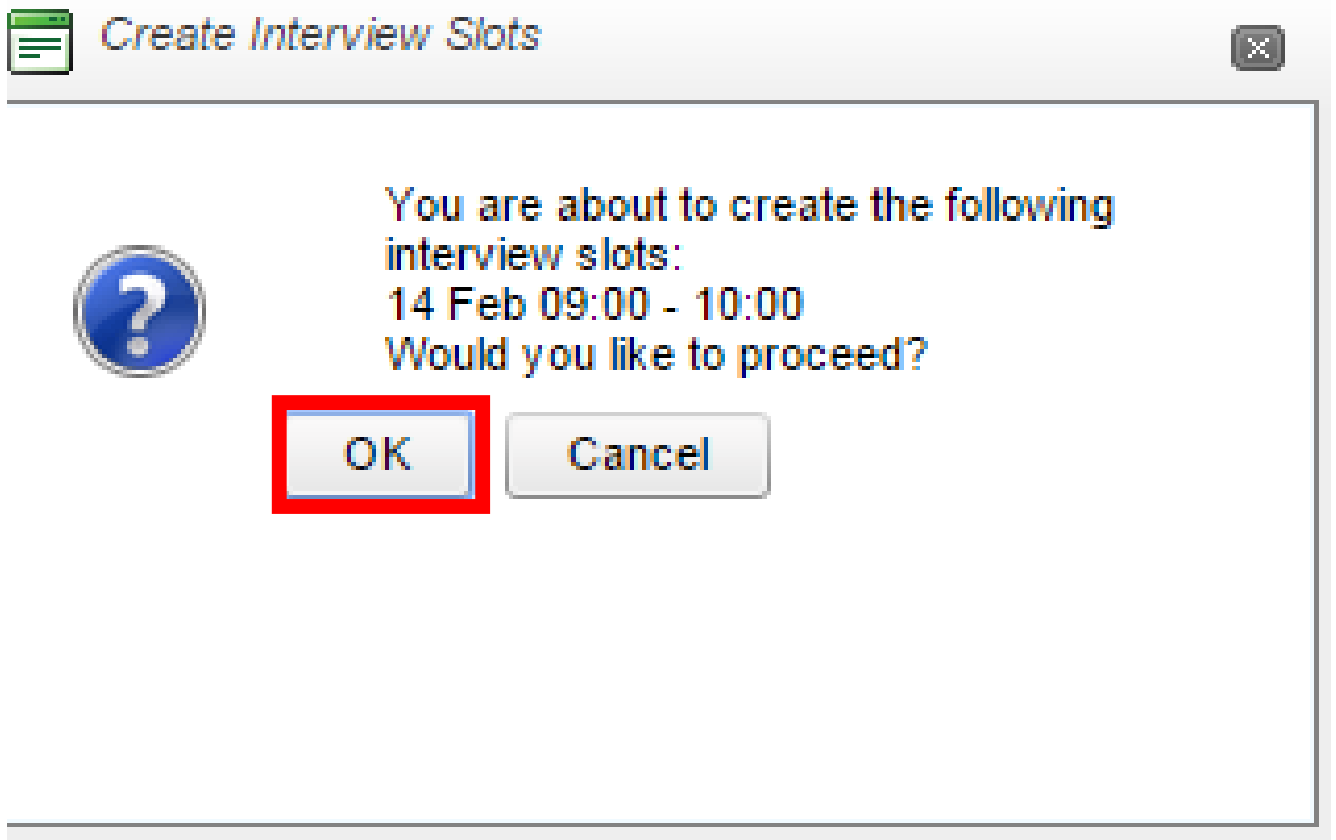 Create Interview Slots
You are about to create the following
interview slots:
14 Feb 09:00 - 10:00
Would you like to proceed?
OK
Cancel